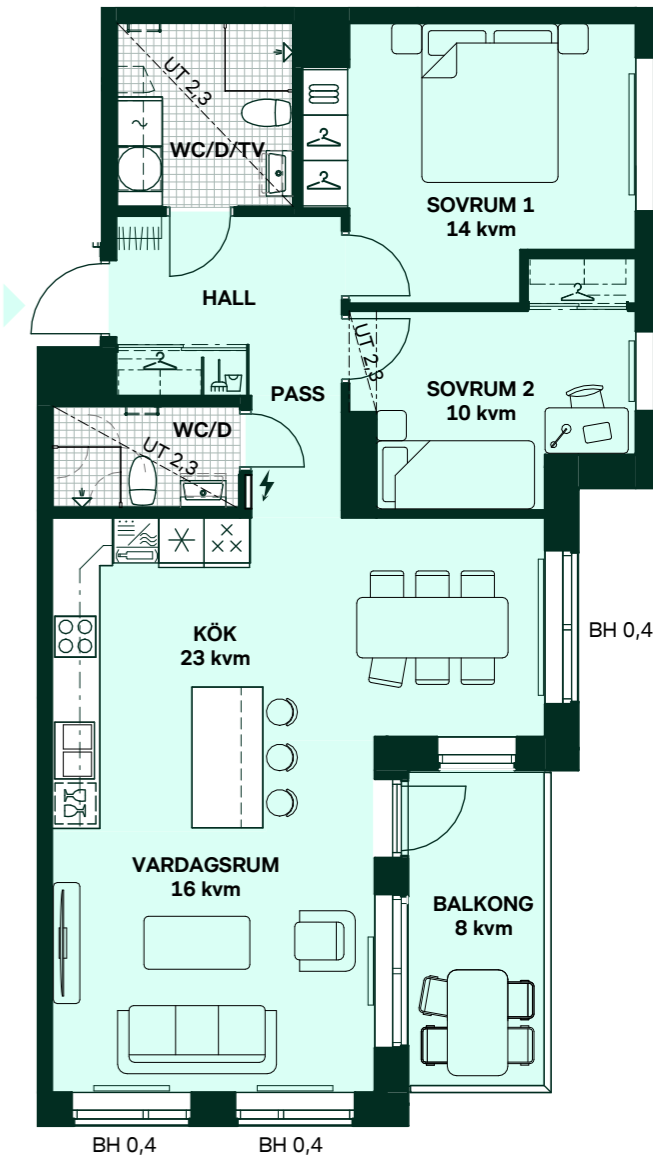 UT 2,3
WC/D/TV
SOVRUM 1
14 kvm
HALL
UT 2,3
PASS
SOVRUM 2
10 kvm
WC/D
UT 2,3
KÖK
23 kvm
BH 0,4
VARDAGSRUM
16 kvm
BALKONG
8 kvm
BH 0,4
BH 0,4